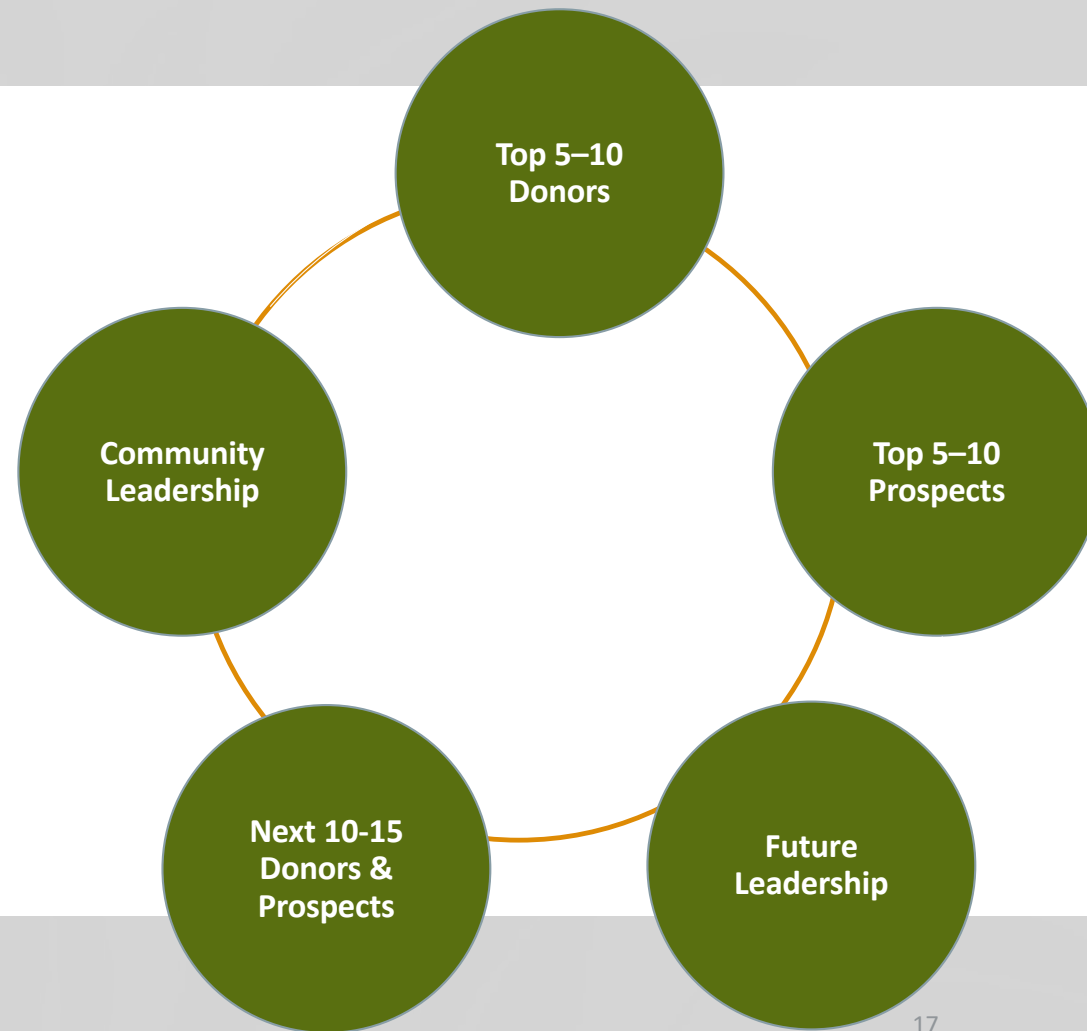 Top 5–10
Donors
Community
Leadership
Top 5–10
Prospects
Next 10-15
Donors &
Prospects
Future
Leadership
17